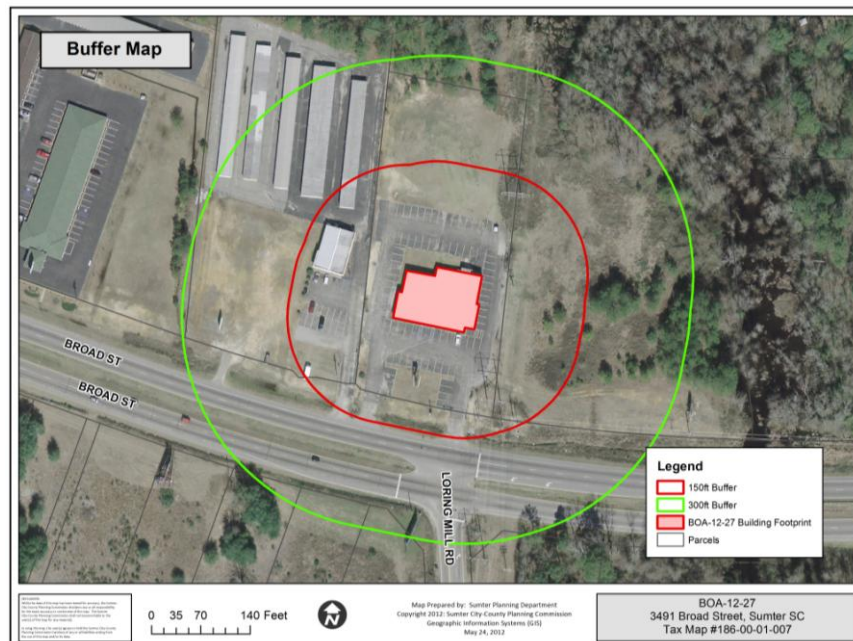 Buffer Map
BROAD ST
BROAD ST
LORING MILL RD
Legend
150ft Buffer
300ft Buffer
BOA-12-27 Building Footprint
Parcels
0 35 70 140 Feet
N
Map Prepared by: Sumter Planning Department
Copyright 2012: Sumter City-County Planning Commission
Geographic Information Systems (GIS)
May 24, 2012
BOA-12-27
3491 Broad Street, Sumter SC
Tax Map #186-00-01-007